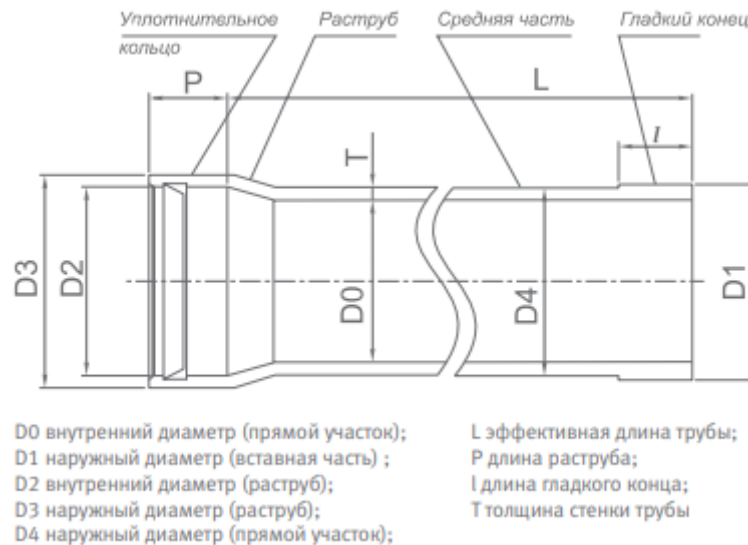 Уплотнительное кольцо
Раструб
Средняя часть
Гладкий конец
P
L
l
T
D3
D2
D0
D4
D1
D0 внутренний диаметр (прямой участок);
D1 наружный диаметр (вставная часть) ;
D2 внутренний диаметр (раструб);
D3 наружный диаметр (раструб);
D4 наружный диаметр (прямой участок);
L эффективная длина трубы;
P длина раструба;
l длина гладкого конца;
T толщина стенки трубы